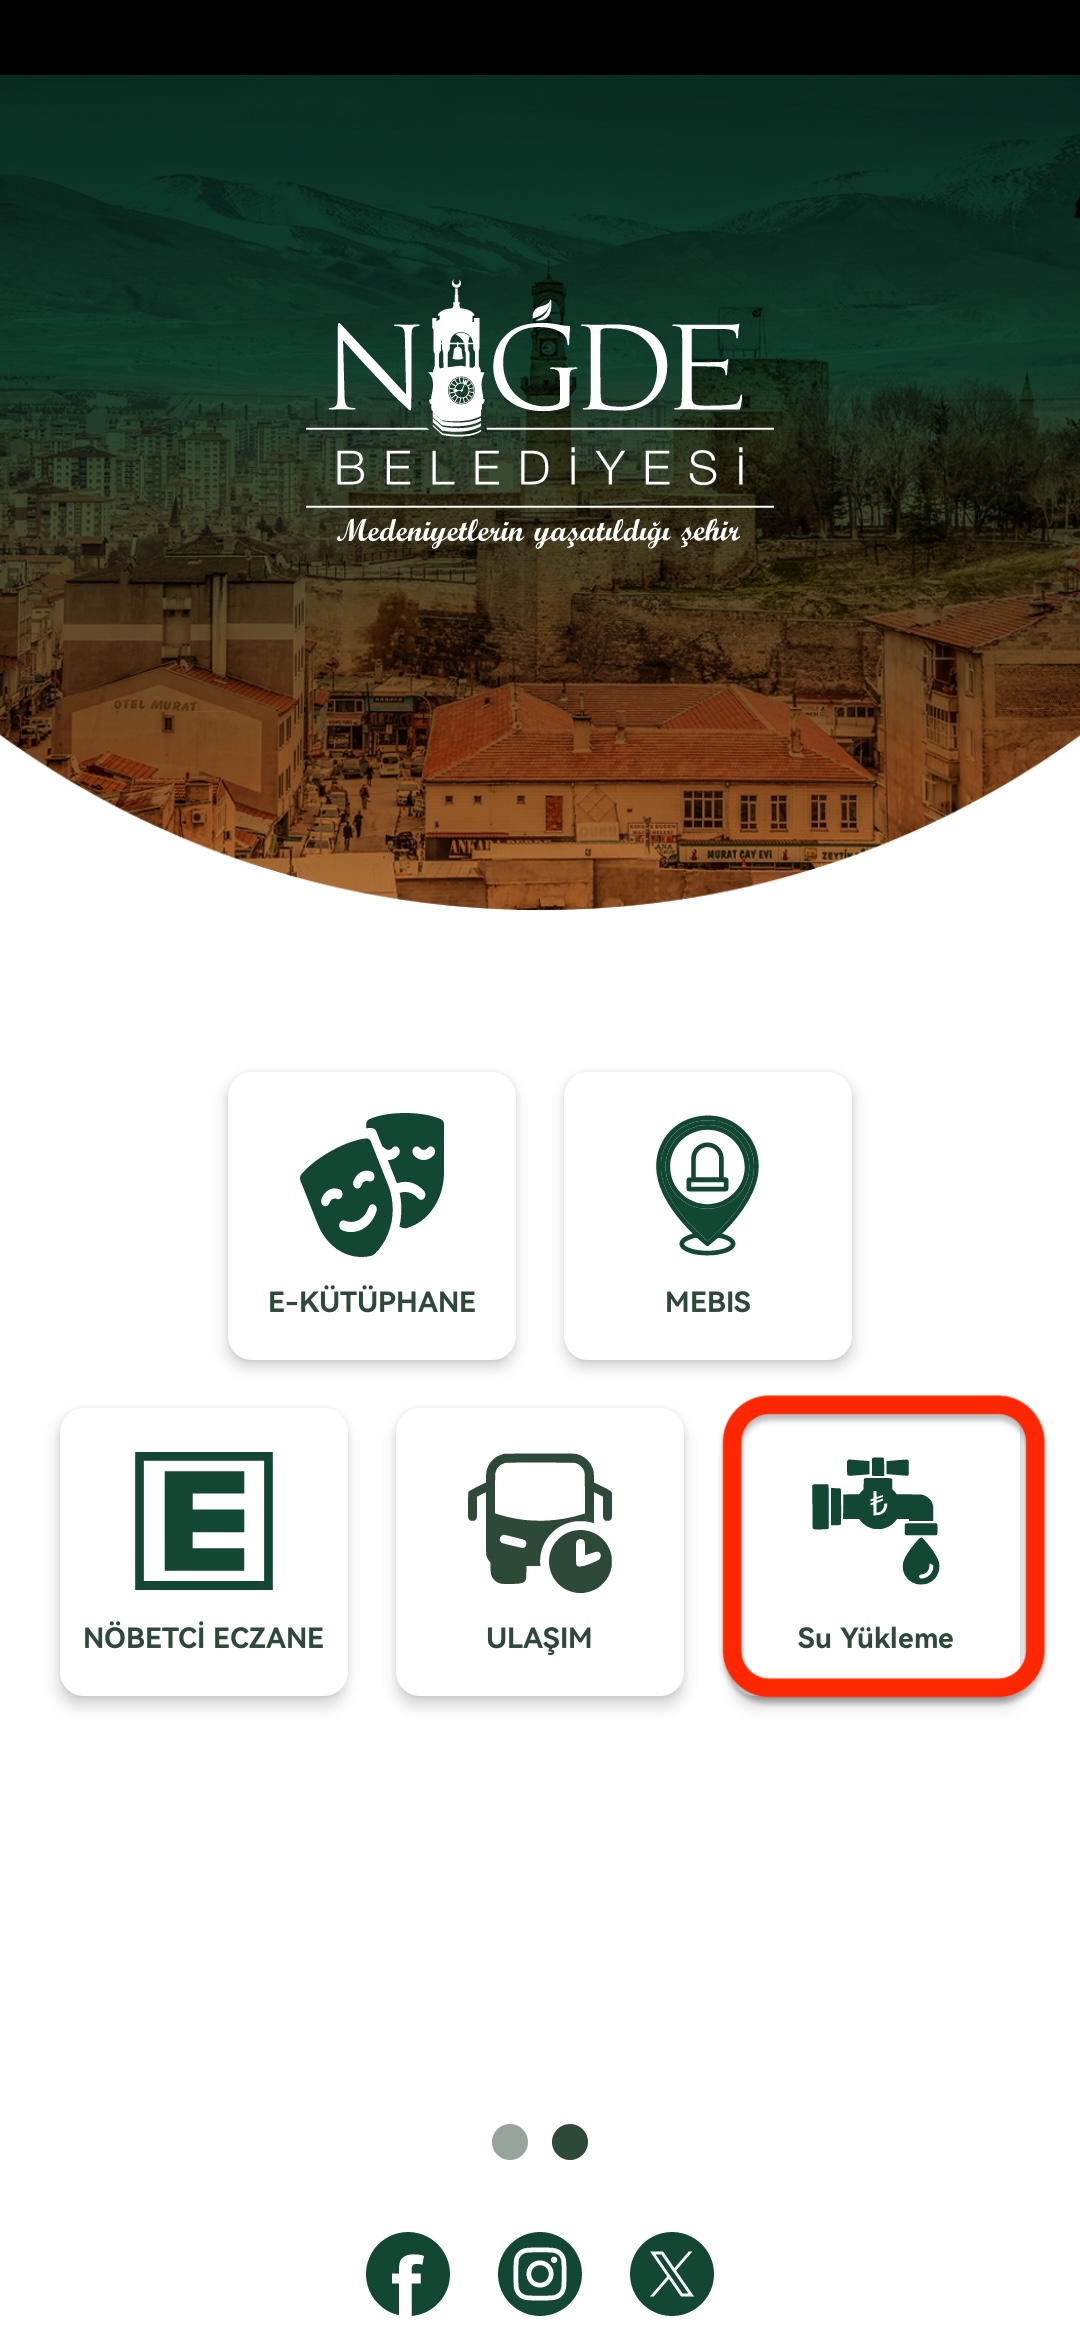 NİĞDE
BELEDİYESİ
Medeniyetlerin yaşatıldığı şehir
OTEL MURAT
MURAT ÇAY EVİ
E-KÜTÜPHANE
MEBIS
E
NÖBETCİ ECZANE
ULAŞIM
₺
Su Yükleme